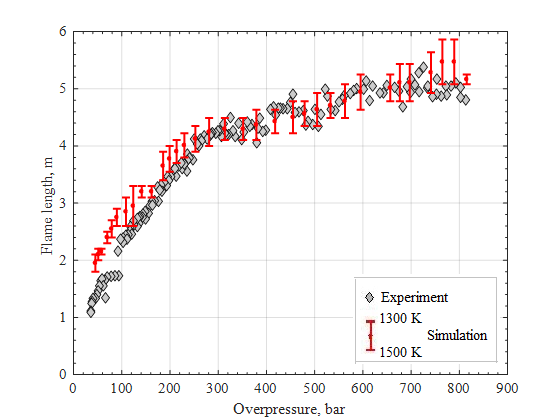 6
5
4
3
2
1
0
Flame length, m
0 100 200 300 400 500 600 700 800 900
Overpressure, bar
Experiment
1300 K
Simulation
1500 K